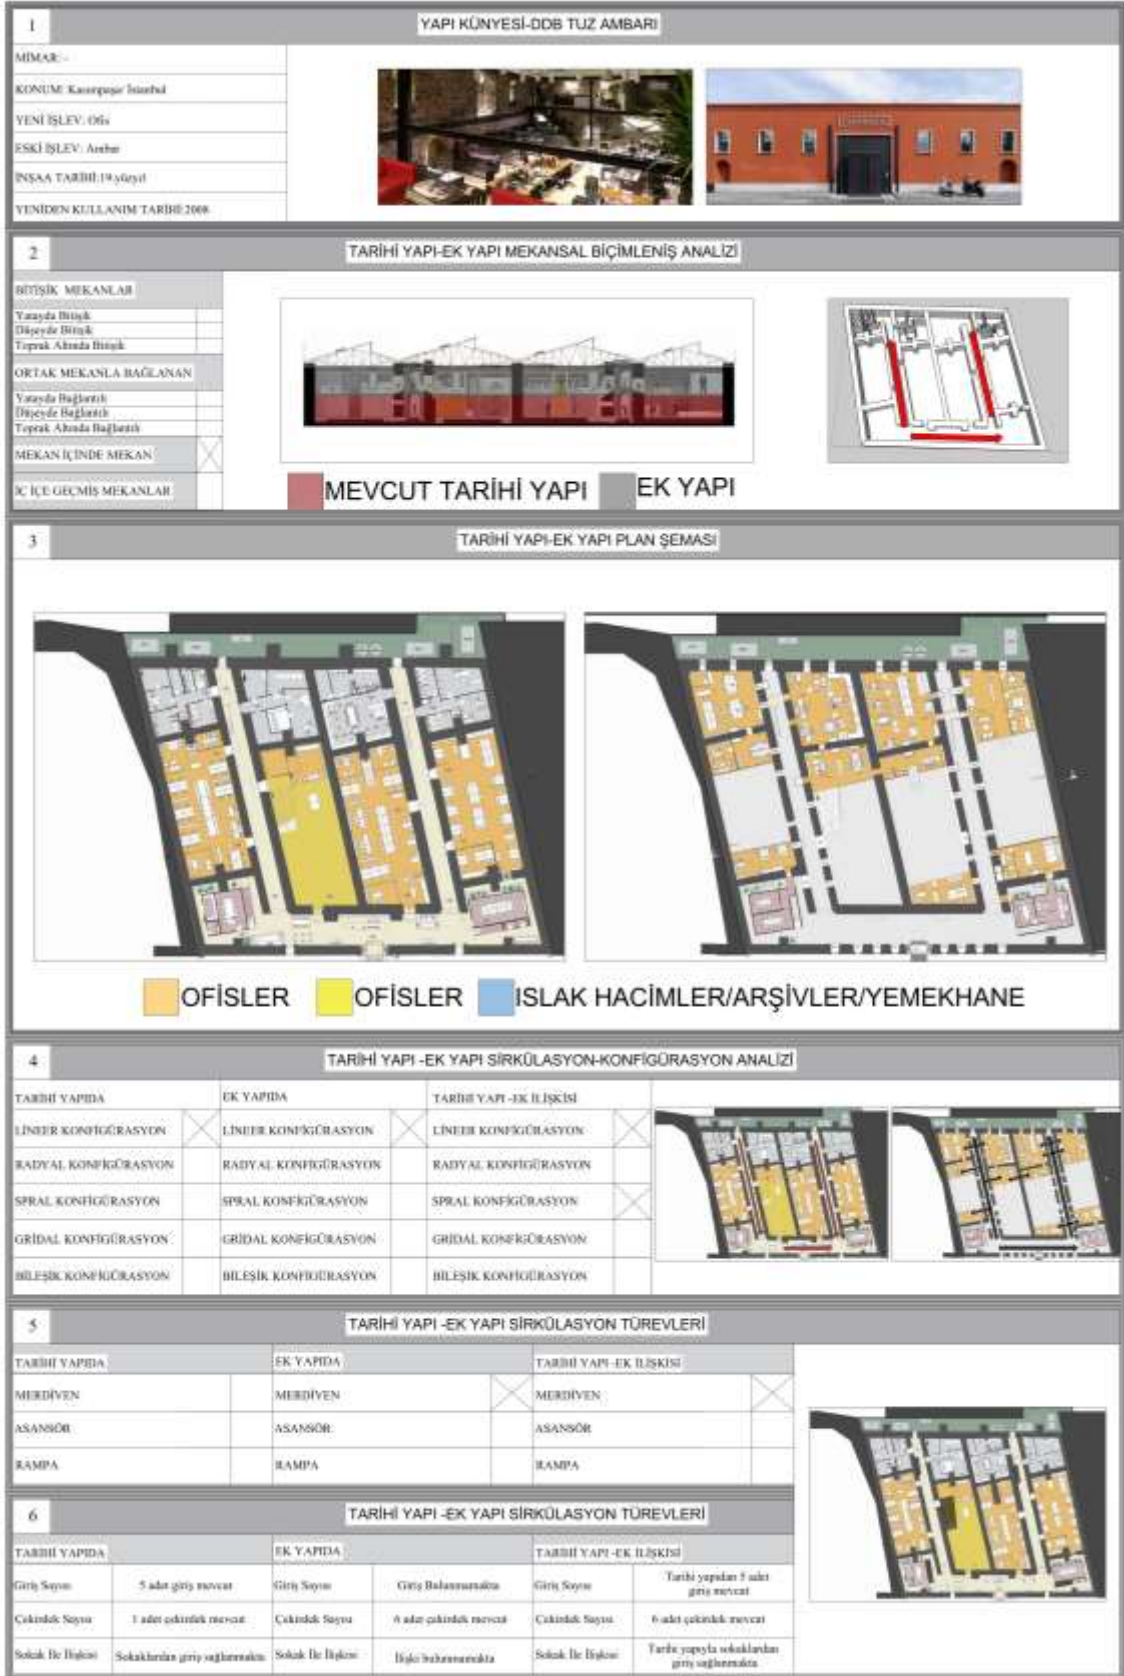 1
YAPI KÜNYESİ-DDB TUZ AMBARI
MİMAR: -
KONUM: Kasımpaşa/ İstanbul
YENİ İŞLEV: Ofis
ESKİ İŞLEV: Ambar
İNŞAA TARİHİ:19.yüzyıl
YENİDEN KULLANIM TARİHİ:2008
2
TARİHİ YAPI-EK YAPI MEKANSAL BİÇİMLENİŞ ANALİZİ
BİTİŞİK MEKANLAR
Yatayda Bitişik
Düşeyde Bitişik
Toprak Altında Bitişik
ORTAK MEKANLA BAĞLANAN
Yatayda Bağlantılı
Düşeyde Bağlantılı
Toprak Altında Bağlantılı
MEKAN İÇİNDE MEKAN
İÇ İÇE GEÇMİŞ MEKANLAR
MEVCUT TARİHİ YAPI
EK YAPI
3
TARİHİ YAPI-EK YAPI PLAN ŞEMASI
OFİSLER
OFİSLER
ISLAK HACİMLER/ARŞİVLER/YEMEKHANE
4
TARİHİ YAPI -EK YAPI SİRKÜLASYON-KONFİGÜRASYON ANALİZİ
TARİHİ YAPIDA
EK YAPIDA
TARİHİ YAPI -EK İLİŞKİSİ
LİNEER KONFİGÜRASYON
LİNEER KONFİGÜRASYON
LİNEER KONFİGÜRASYON
RADYAL KONFİGÜRASYON
RADYAL KONFİGÜRASYON
RADYAL KONFİGÜRASYON
SPRAL KONFİGÜRASYON
SPRAL KONFİGÜRASYON
SPRAL KONFİGÜRASYON
GRİDAL KONFİGÜRASYON
GRİDAL KONFİGÜRASYON
GRİDAL KONFİGÜRASYON
BİLEŞİK KONFİGÜRASYON
BİLEŞİK KONFİGÜRASYON
BİLEŞİK KONFİGÜRASYON
5
TARİHİ YAPI -EK YAPI SİRKÜLASYON TÜREVLERİ
TARİHİ YAPIDA
EK YAPIDA
TARİHİ YAPI -EK İLİŞKİSİ
MERDİVEN
MERDİVEN
MERDİVEN
ASANSÖR
ASANSÖR
ASANSÖR
RAMPA
RAMPA
RAMPA
6
TARİHİ YAPI -EK YAPI SİRKÜLASYON TÜREVLERİ
TARİHİ YAPIDA
EK YAPIDA
TARİHİ YAPI -EK İLİŞKİSİ
Giriş Sayısı
5 adet giriş mevcut
Giriş Sayısı
Giriş Bulunmamakta
Giriş Sayısı
Tarihi yapıdan 5 adet
giriş mevcut
Çekirdek Sayısı
1 adet çekirdek mevcut
Çekirdek Sayısı
6 adet çekirdek mevcut
Çekirdek Sayısı
6 adet çekirdek mevcut
Sokak İle İlişkisi
Sokaklardan giriş sağlanmakta
Sokak İle İlişkisi
İlişki bulunmamakta
Sokak İle İlişkisi
Tarihi yapıyla sokaklardan
giriş sağlanmakta